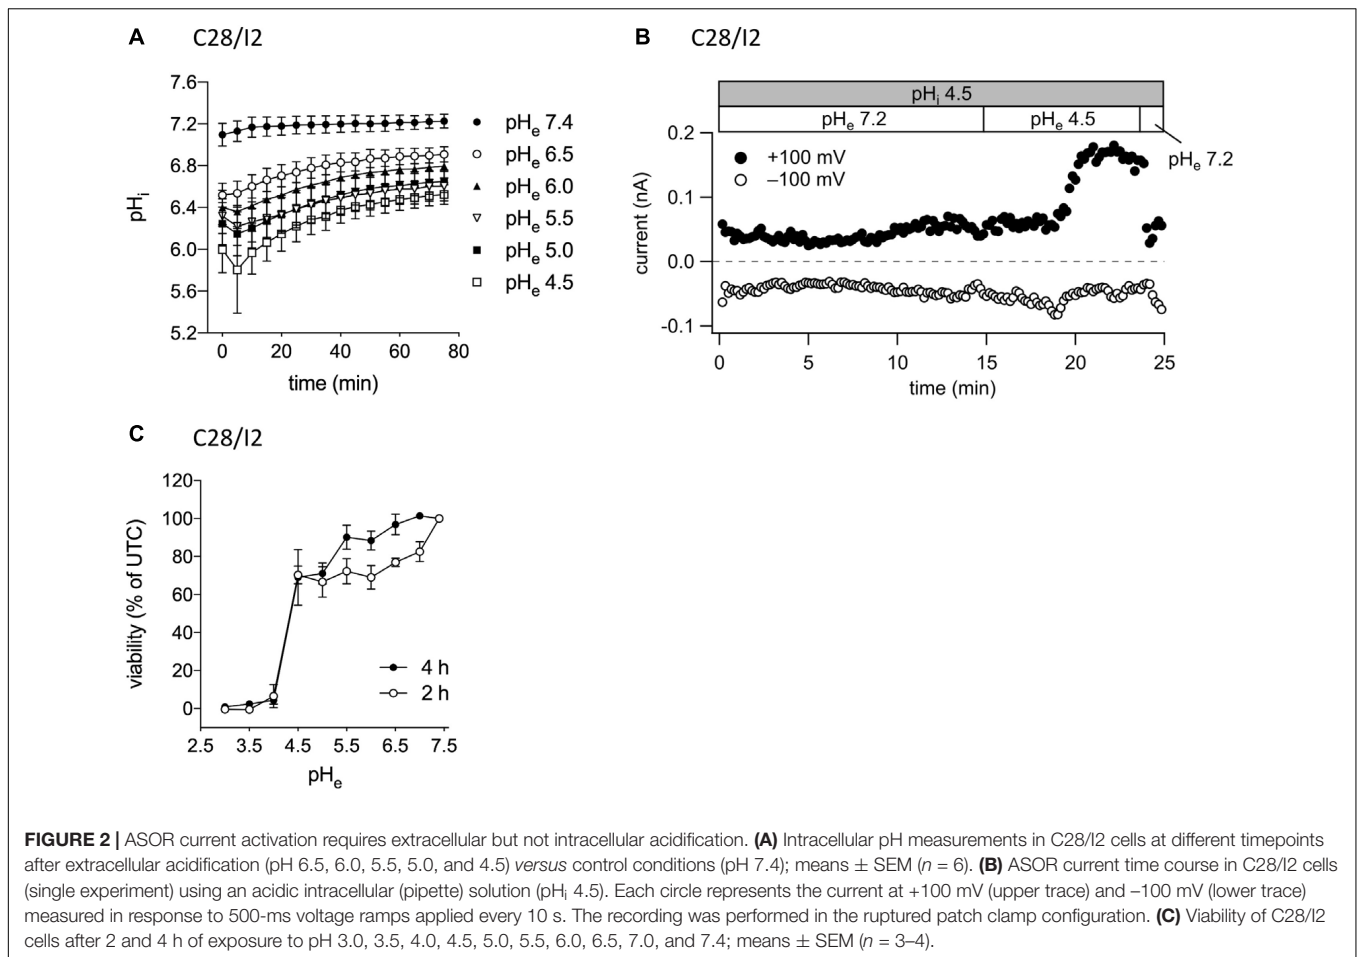 A C28/I2
7.6
7.2
6.8
6.4
6.0
5.6
5.2
pHi
0 20 40 60 80
time (min)
pHe 7.4
pHe 6.5
pHe 6.0
pHe 5.5
pHe 5.0
pHe 4.5
B C28/I2
pHi 4.5
pHe 7.2 pHe 4.5
pHe 7.2
+100 mV
–100 mV
0.2
0.1
0.0
-0.1
current (nA)
0 5 10 15 20 25
time (min)
C C28/I2
120
100
80
60
40
20
0
viability (% of UTC)
4 h
2 h
2.5 3.5 4.5 5.5 6.5 7.5
pHe
FIGURE 2 | ASOR current activation requires extracellular but not intracellular acidification. (A) Intracellular pH measurements in C28/I2 cells at different timepoints
after extracellular acidification (pH 6.5, 6.0, 5.5, 5.0, and 4.5) versus control conditions (pH 7.4); means ± SEM (n = 6). (B) ASOR current time course in C28/I2 cells
(single experiment) using an acidic intracellular (pipette) solution (pHi 4.5). Each circle represents the current at +100 mV (upper trace) and –100 mV (lower trace)
measured in response to 500-ms voltage ramps applied every 10 s. The recording was performed in the ruptured patch clamp configuration. (C) Viability of C28/I2
cells after 2 and 4 h of exposure to pH 3.0, 3.5, 4.0, 4.5, 5.0, 5.5, 6.0, 6.5, 7.0, and 7.4; means ± SEM (n = 3–4).